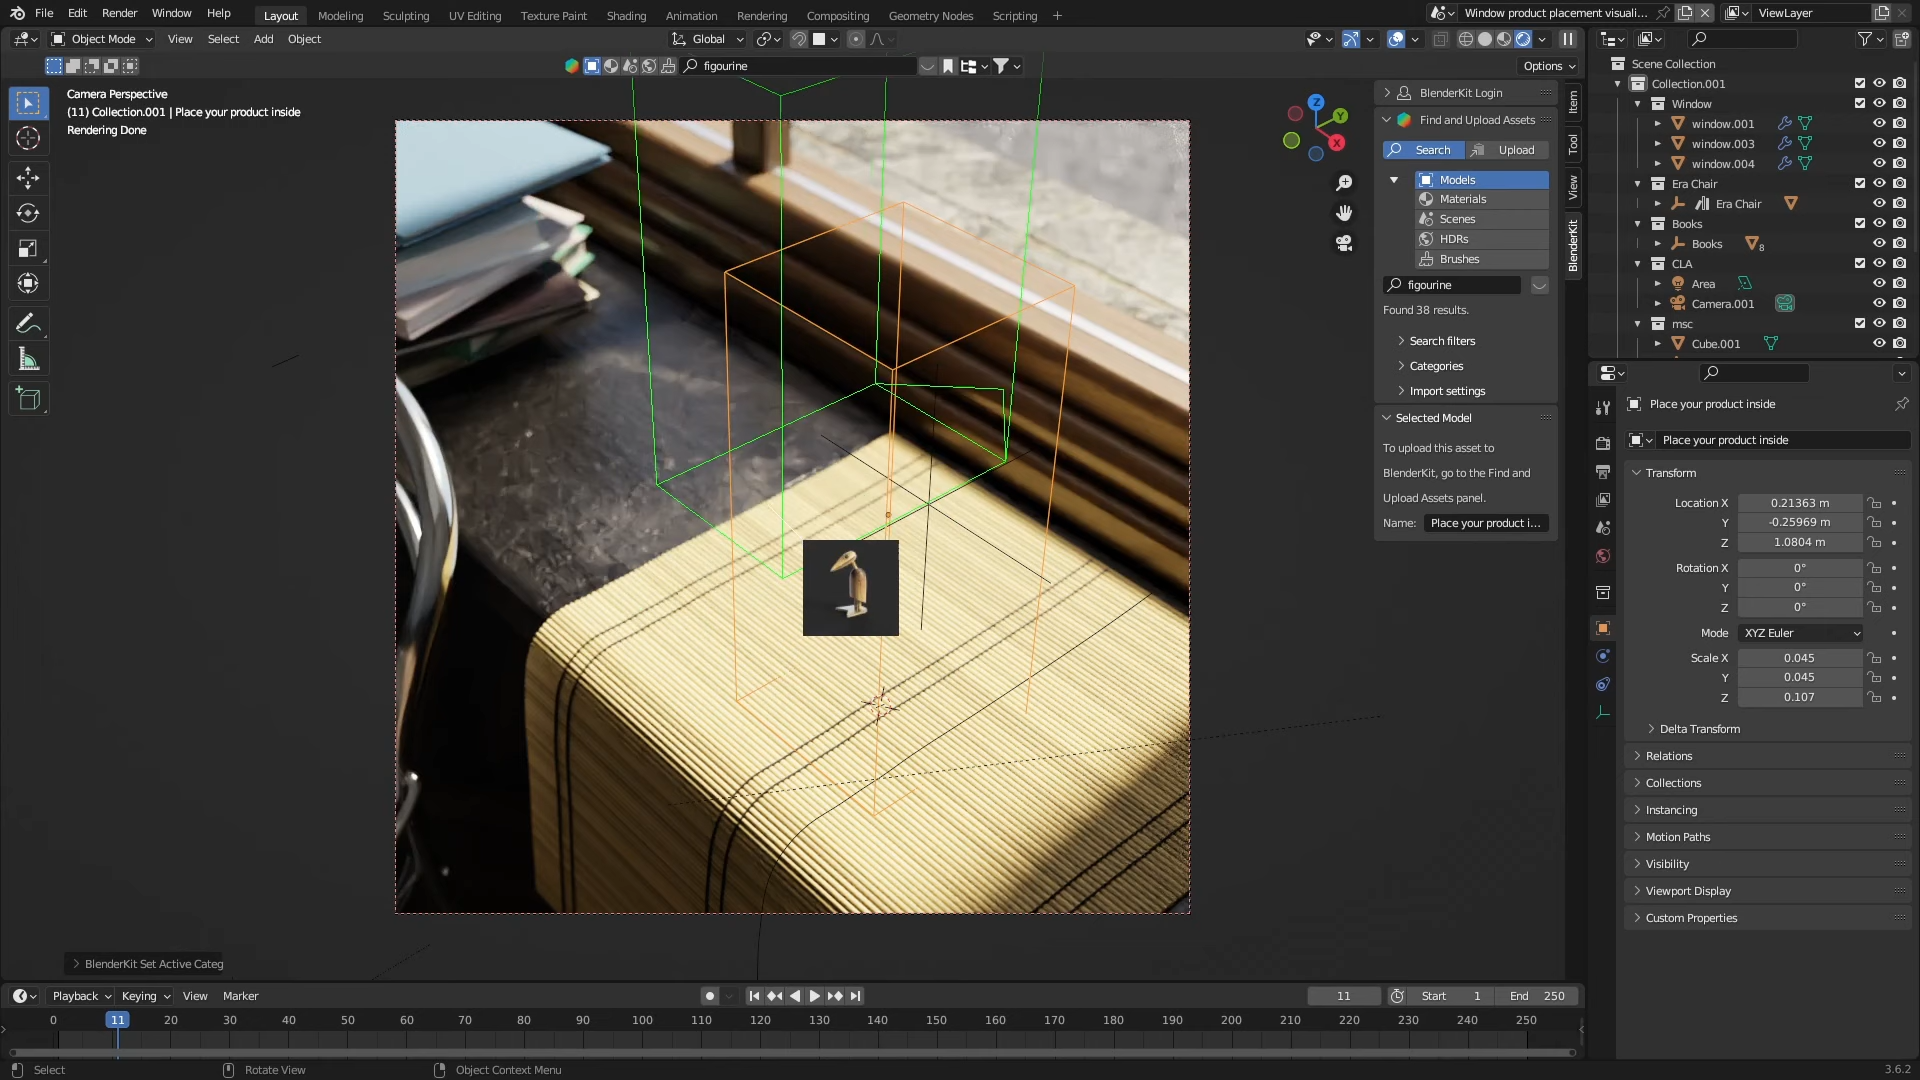 File Edit Render Window Help Layout Modeling Sculpting UV Editing Texture Paint Shading Animation Rendering Compositing Geometry Nodes Scripting + Window product placement visuali... ViewLayer
Object Mode View Select Add Object Global
figourine Options
Camera Perspective
(11) Collection.001 | Place your product inside
Rendering Done
Z
Y
X
BlenderKit Login
Find and Upload Assets
Search Upload
Models
Materials
Scenes
HDRs
Brushes
figourine
Found 38 results.
Search filters
Categories
Import settings
Selected Model
To upload this asset to
BlenderKit, go to the Find and
Upload Assets panel.
Name: Place your product i...
Item
Tool
View
BlenderKit
Scene Collection
Collection.001
Window
window.001
window.003
window.004
Era Chair
Era Chair
Books
Books 8
CLA
Area
Camera.001
msc
Cube.001
Place your product inside
Place your product inside
Transform
Location X 0.21363 m
Y -0.25969 m
Z 1.0804 m
Rotation X 0°
Y 0°
Z 0°
Mode XYZ Euler
Scale X 0.045
Y 0.045
Z 0.107
Delta Transform
Relations
Collections
Instancing
Motion Paths
Visibility
Viewport Display
Custom Properties
BlenderKit Set Active Categ
Playback Keying View Marker 11 Start 1 End 250
0 11 20 30 40 50 60 70 80 90 100 110 120 130 140 150 160 170 180 190 200 210 220 230 240 250
Select Rotate View Object Context Menu 3.6.2